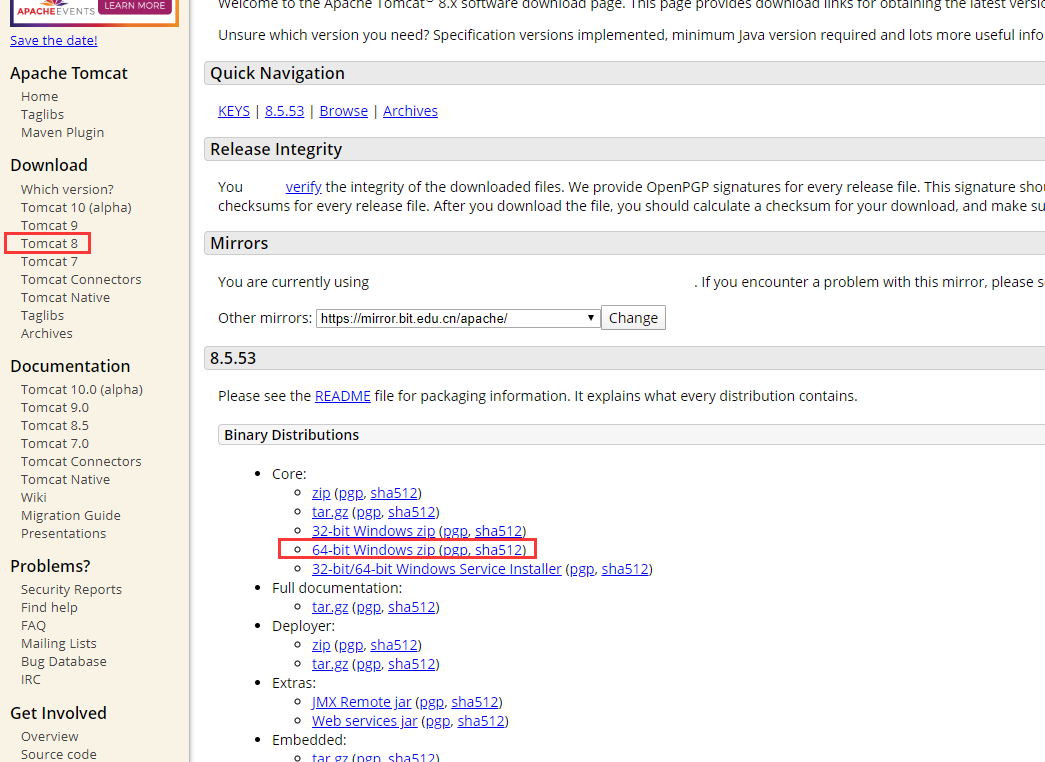 APACHEEVENTS LEARN MORE
Save the date!
Apache Tomcat
Home
Taglibs
Maven Plugin
Download
Which version?
Tomcat 10 (alpha)
Tomcat 9
Tomcat 8
Tomcat 7
Tomcat Connectors
Tomcat Native
Taglibs
Archives
Documentation
Tomcat 10.0 (alpha)
Tomcat 9.0
Tomcat 8.5
Tomcat 7.0
Tomcat Connectors
Tomcat Native
Wiki
Migration Guide
Presentations
Problems?
Security Reports
Find help
FAQ
Mailing Lists
Bug Database
IRC
Get Involved
Overview
Source code
Welcome to the Apache Tomcat® 8.x software download page. This page provides download links for obtaining the latest versio
Unsure which version you need? Specification versions implemented, minimum Java version required and lots more useful info
Quick Navigation
KEYS | 8.5.53 | Browse | Archives
Release Integrity
You verify the integrity of the downloaded files. We provide OpenPGP signatures for every release file. This signature shou
checksums for every release file. After you download the file, you should calculate a checksum for your download, and make su
Mirrors
You are currently using . If you encounter a problem with this mirror, please s
Other mirrors: https://mirror.bit.edu.cn/apache/ Change
8.5.53
Please see the README file for packaging information. It explains what every distribution contains.
Binary Distributions
Core:
zip (pgp, sha512)
tar.gz (pgp, sha512)
32-bit Windows zip (pgp, sha512)
64-bit Windows zip (pgp, sha512)
32-bit/64-bit Windows Service Installer (pgp, sha512)
Full documentation:
tar.gz (pgp, sha512)
Deployer:
zip (pgp, sha512)
tar.gz (pgp, sha512)
Extras:
JMX Remote jar (pgp, sha512)
Web services jar (pgp, sha512)
Embedded:
tar.gz (pgp, sha512)